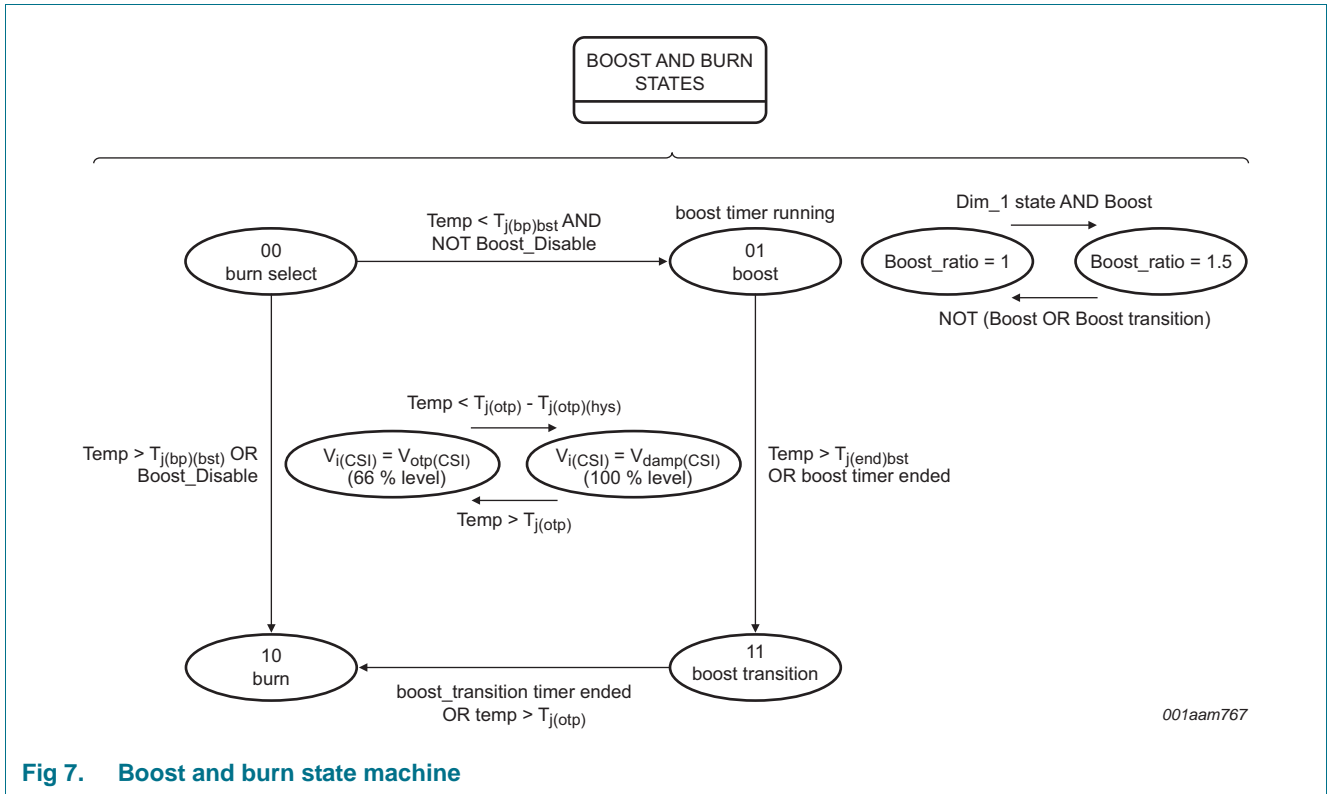 BOOST AND BURN
STATES
Temp < Tj(bp)bst AND
NOT Boost_Disable
boost timer running
Dim_1 state AND Boost
00
burn select
01
boost
Boost_ratio = 1
Boost_ratio = 1.5
NOT (Boost OR Boost transition)
Temp < Tj(otp) - Tj(otp)(hys)
Temp > Tj(bp)(bst) OR
Boost_Disable
Vi(CSI) = Votp(CSI)
(66 % level)
Vi(CSI) = Vdamp(CSI)
(100 % level)
Temp > Tj(end)bst
OR boost timer ended
Temp > Tj(otp)
10
burn
11
boost transition
boost_transition timer ended
OR temp > Tj(otp)
001aam767
Fig 7. Boost and burn state machine